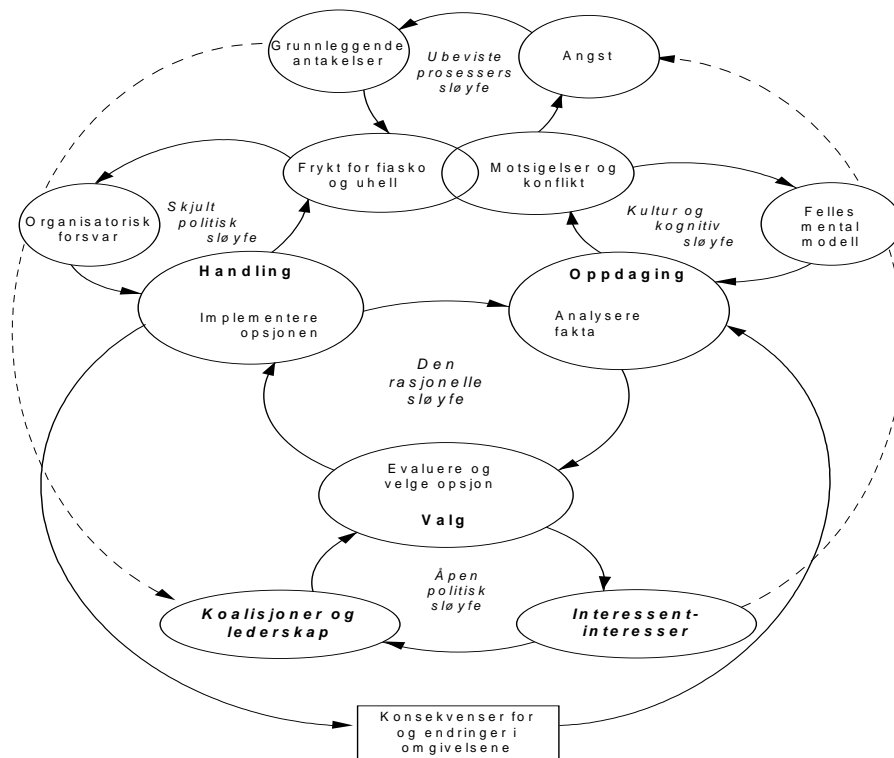 Grunnleggende
antakelser
Ubeviste
prosessers
sløyfe
Angst
Frykt for fiasko
og uhell
Motsigelser og
konflikt
Organisatorisk
forsvar
Skjult
politisk
sløyfe
Kultur og
kognitiv
sløyfe
Felles
mental
modell
Handling
Implementere
opsjonen
Oppdaging
Analysere
fakta
Den
rasjonelle
sløyfe
Evaluere og
velge opsjon
Valg
Åpen
politisk
sløyfe
Koalisjoner og
lederskap
Interessent-
interesser
Konsekvenser for
og endringer i
omgivelsene